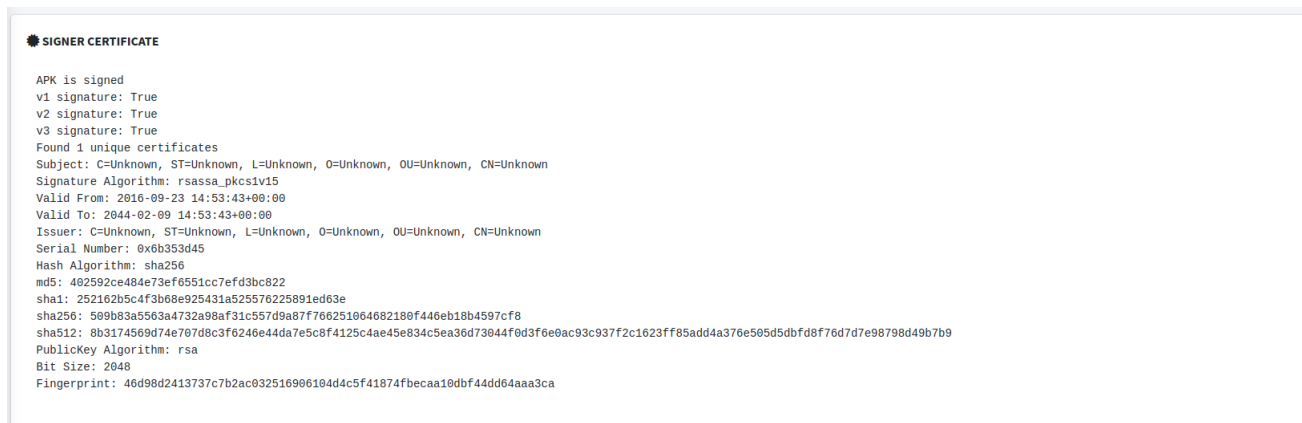 SIGNER CERTIFICATE
APK is signed
v1 signature: True
v2 signature: True
v3 signature: True
Found 1 unique certificates
Subject: C=Unknown, ST=Unknown, L=Unknown, O=Unknown, OU=Unknown, CN=Unknown
Signature Algorithm: rsassa_pkcs1v15
Valid From: 2016-09-23 14:53:43+00:00
Valid To: 2044-02-09 14:53:43+00:00
Issuer: C=Unknown, ST=Unknown, L=Unknown, O=Unknown, OU=Unknown, CN=Unknown
Serial Number: 0x6b353d45
Hash Algorithm: sha256
md5: 402592ce484e73ef6551cc7efd3bc822
sha1: 252162b5c4f3b68e925431a525576225891ed63e
sha256: 509b83a5563a4732a98af31c557d9a87f766251064682180f446eb18b4597cf8
sha512: 8b3174569d74e707d8c3f6246e44da7e5c8f4125c4ae45e834c5ea36d73044f0d3f6e0ac93c937f2c1623ff85add4a376e505d5dbfd8f76d7d7e98798d49b7b9
PublicKey Algorithm: rsa
Bit Size: 2048
Fingerprint: 46d98d2413737c7b2ac032516906104d4c5f41874fbecaa10dbf44dd64aaa3ca